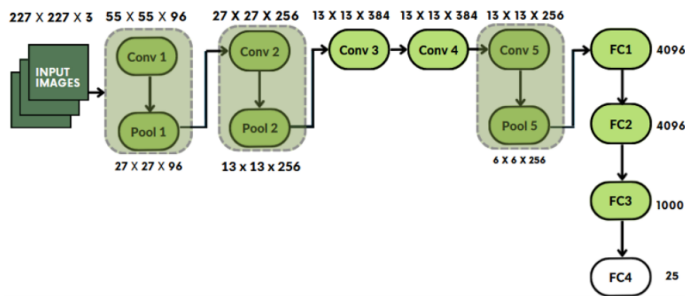 227 X 227 X 3
55 X 55 X 96
27 X 27 X 256
13 X 13 X 384
13 X 13 X 384
13 X 13 X 256
INPUT
IMAGES
Conv 1
Conv 2
Conv 3
Conv 4
Conv 5
FC1
4096
Pool 1
Pool 2
Pool 5
FC2
4096
27 X 27 X 96
13 x 13 x 256
6 X 6 X 256
FC3
1000
FC4
25